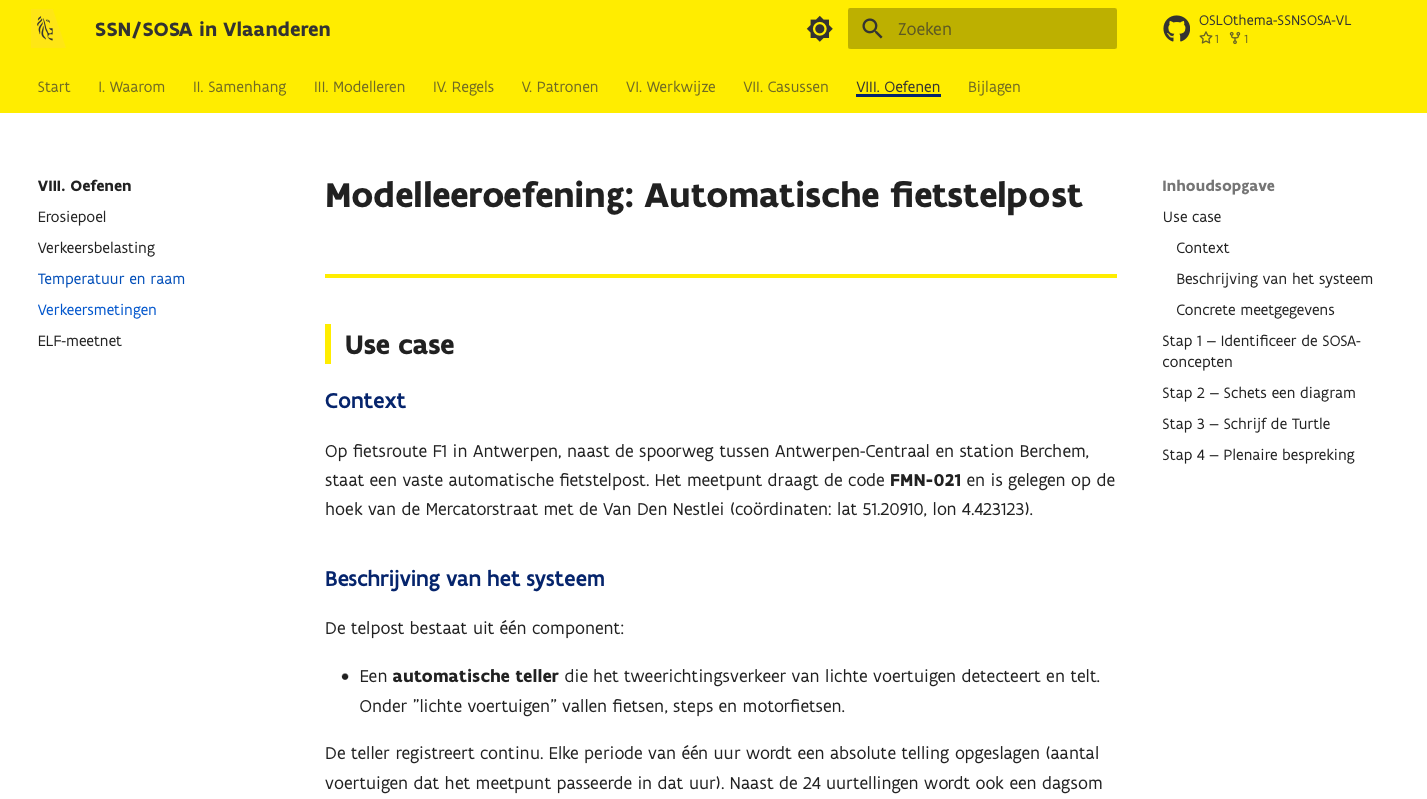 SSN/SOSA in Vlaanderen
Zoeken
OSLOthema-SSNSOSA-VL
1 1
Start I. Waarom II. Samenhang III. Modelleren IV. Regels V. Patronen VI. Werkwijze VII. Casussen VIII. Oefenen Bijlagen
VIII. Oefenen
Erosiepoel
Verkeersbelasting
Temperatuur en raam
Verkeersmetingen
ELF-meetnet
Modelleeroefening: Automatische fietstelpost
Use case
Context
Op fietsroute F1 in Antwerpen, naast de spoorweg tussen Antwerpen-Centraal en station Berchem,
staat een vaste automatische fietstelpost. Het meetpunt draagt de code FMN-021 en is gelegen op de
hoek van de Mercatorstraat met de Van Den Nestlei (coördinaten: lat 51.20910, lon 4.423123).
Beschrijving van het systeem
De telpost bestaat uit één component:
• Een automatische teller die het tweerichtingsverkeer van lichte voertuigen detecteert en telt.
Onder "lichte voertuigen" vallen fietsen, steps en motorfietsen.
De teller registreert continu. Elke periode van één uur wordt een absolute telling opgeslagen (aantal
voertuigen dat het meetpunt passeerde in dat uur). Naast de 24 uurtellingen wordt ook een dagsom
Inhoudsopgave
Use case
Context
Beschrijving van het systeem
Concrete meetgegevens
Stap 1 – Identificeer de SOSA-
concepten
Stap 2 – Schets een diagram
Stap 3 – Schrijf de Turtle
Stap 4 – Plenaire bespreking